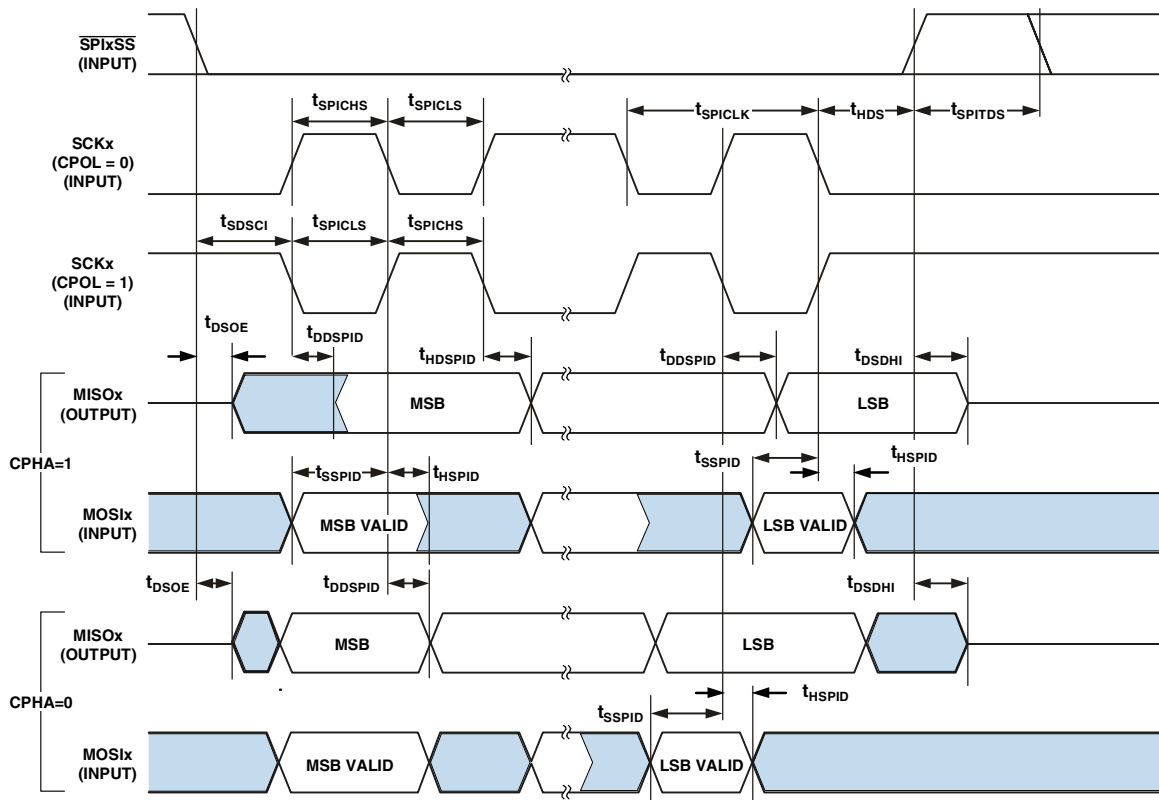 SPIxSS
(INPUT)
tSPICHS
tSPICLS
tSPICLK
tHDS
tSPITDS
SCKx
(CPOL = 0)
(INPUT)
tSDSCI
tSPICLS
tSPICHS
SCKx
(CPOL = 1)
(INPUT)
tDSOE
tDDSPID
tHDSPID
tDDSPID
tDSDHI
MISOx
(OUTPUT)
MSB
LSB
CPHA=1
tSSPID
tHSPID
tSSPID
tHSPID
MOSIx
(INPUT)
MSB VALID
LSB VALID
tDSOE
tDDSPID
tDSDHI
MISOx
(OUTPUT)
MSB
LSB
CPHA=0
tSSPID
tHSPID
MOSIx
(INPUT)
MSB VALID
LSB VALID